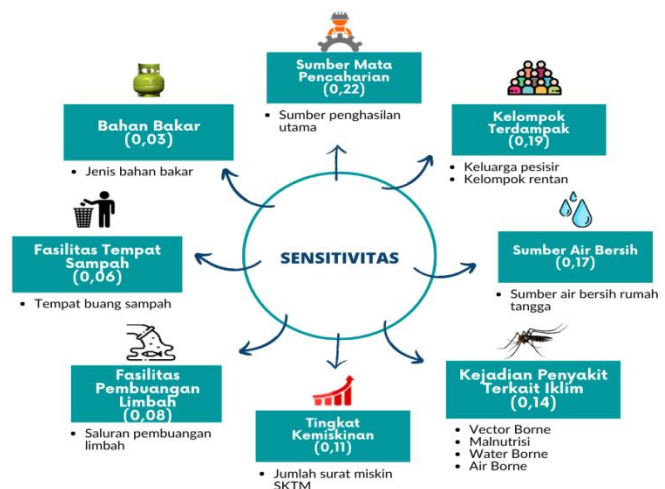 Sumber Mata
Pencaharian
(0,22)
• Sumber penghasilan
utama
Bahan Bakar
(0,03)
• Jenis bahan bakar
Kelompok
Terdampak
(0,19)
• Keluarga pesisir
• Kelompok rentan
Fasilitas Tempat
Sampah
(0,06)
• Tempat buang sampah
SENSITIVITAS
Sumber Air Bersih
(0,17)
• Sumber air bersih rumah
tangga
Fasilitas
Pembuangan
Limbah
(0,08)
• Saluran pembuangan
limbah
Tingkat
Kemiskinan
(0,11)
• Jumlah surat miskin
SKTM
Kejadian Penyakit
Terkait Iklim
(0,14)
• Vector Borne
• Malnutrisi
• Water Borne
• Air Borne